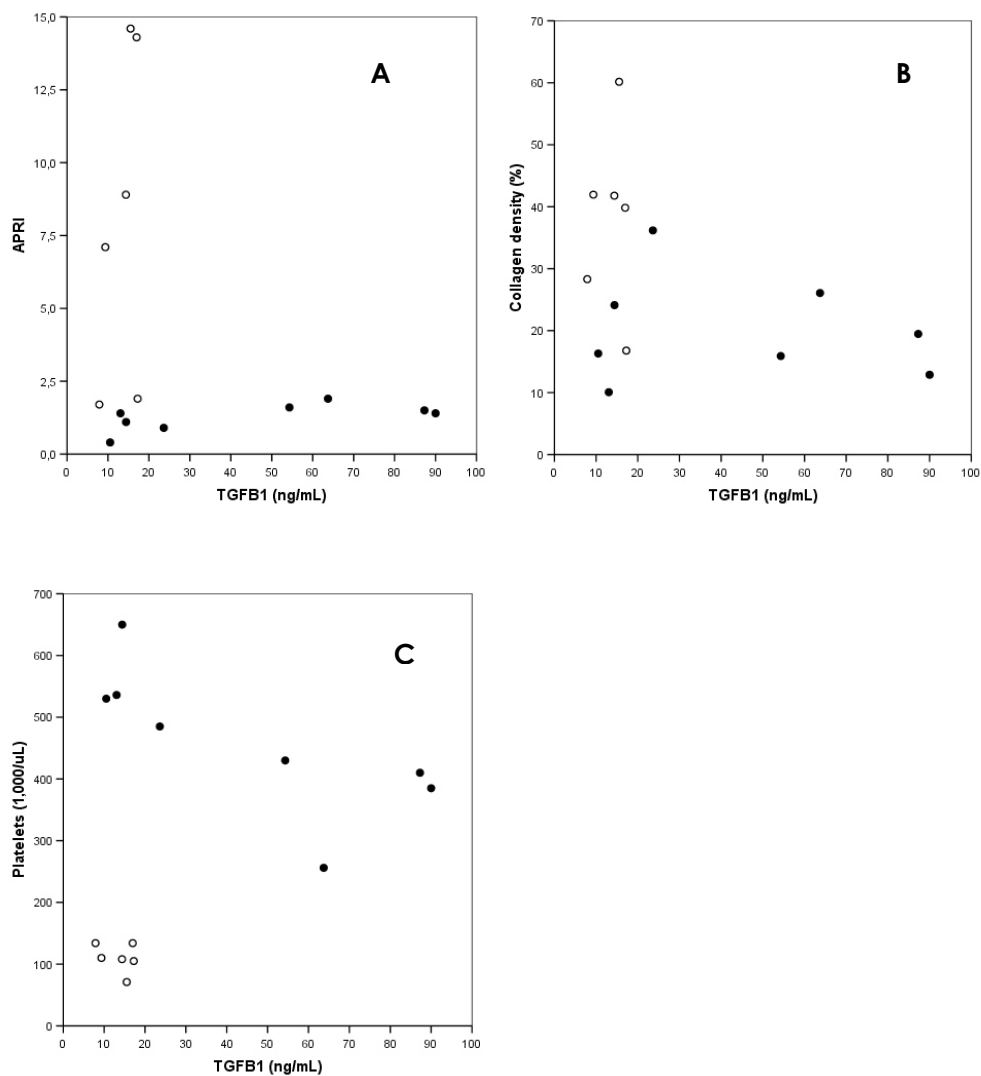 15,0
12,5
10,0
7,5
5,0
2,5
0,0
APRI
A
0 10 20 30 40 50 60 70 80 90 100
TGFB1 (ng/mL)
70
60
50
40
30
20
10
0
Collagen density (%)
B
0 10 20 30 40 50 60 70 80 90 100
TGFB1 (ng/mL)
700
600
500
400
300
200
100
0
Platelets (1,000/uL)
C
0 10 20 30 40 50 60 70 80 90 100
TGFB1 (ng/mL)